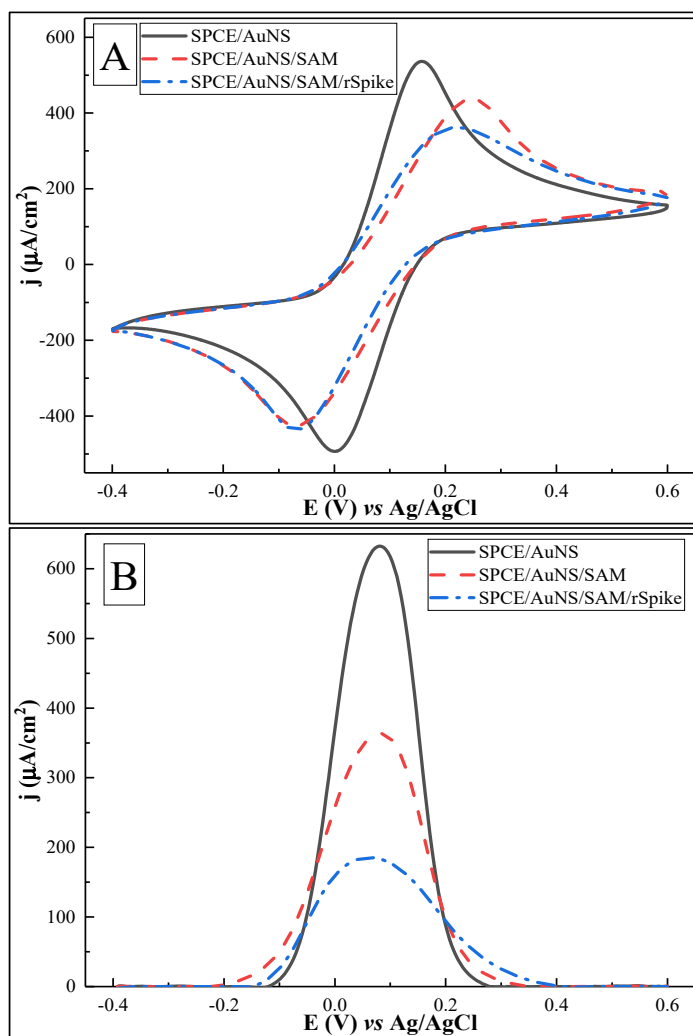 A
SPCE/AuNS
SPCE/AuNS/SAM
SPCE/AuNS/SAM/rSpike
600
400
200
0
-200
-400
j (µA/cm²)
-0.4
-0.2
0.0
0.2
0.4
0.6
E (V) vs Ag/AgCl
B
SPCE/AuNS
SPCE/AuNS/SAM
SPCE/AuNS/SAM/rSpike
600
500
400
300
200
100
0
j (µA/cm²)
-0.4
-0.2
0.0
0.2
0.4
0.6
E (V) vs Ag/AgCl